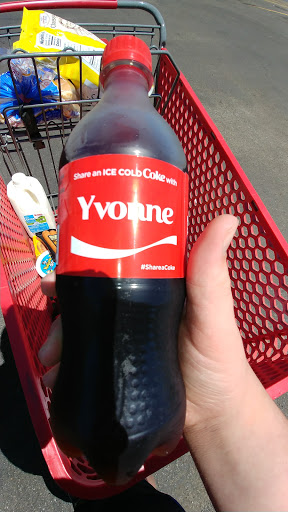 Share an ICE COLD Coke with
Yvonne
#ShareaCoke